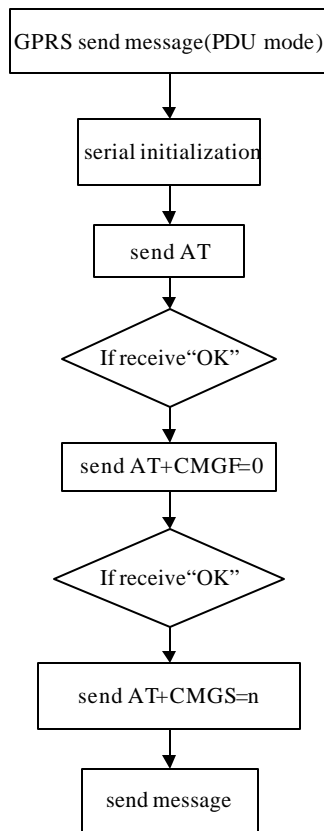 GPRS send message(PDU mode)
serial initialization
send AT
If receive“OK”
send AT+CMGF=0
If receive“OK”
send AT+CMGS=n
send message